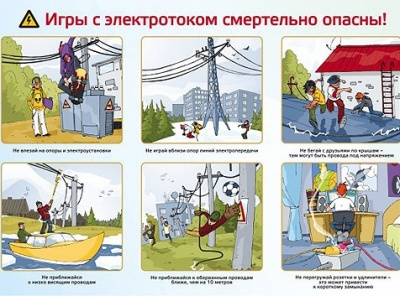 Игры с электротоком смертельно опасны!
Не влезай на опоры и электроустановки
Не играй вблизи опор линий электропередачи
Не бегай с друзьями по крышам –
там могут быть провода под напряжением
Не приближайся
к низко висящим проводам
Не приближайся к оборванным проводам
ближе, чем на 10 метров
Не перегружай розетки и удлинители –
это может привести
к короткому замыканию